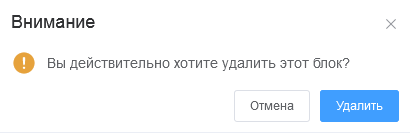 Внимание
Вы действительно хотите удалить этот блок?
Отмена
Удалить